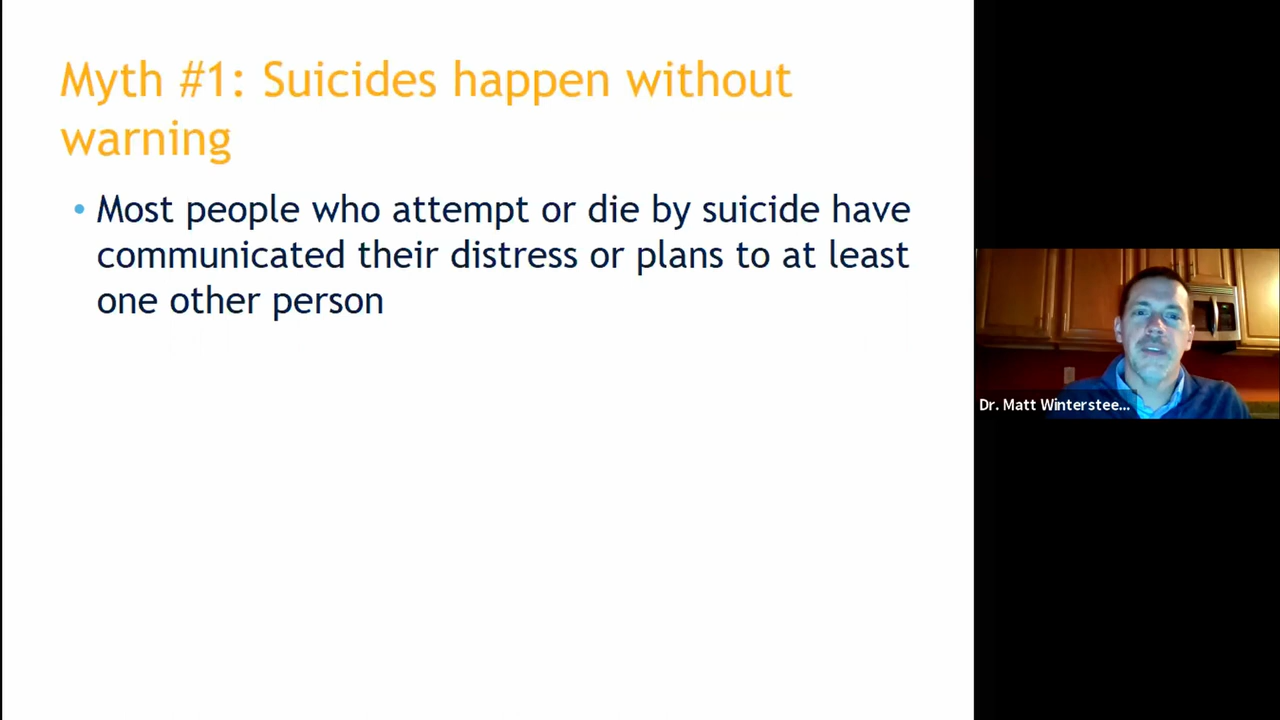 Myth #1: Suicides happen without
warning
• Most people who attempt or die by suicide have
communicated their distress or plans to at least
one other person
Dr. Matt Winterstee...